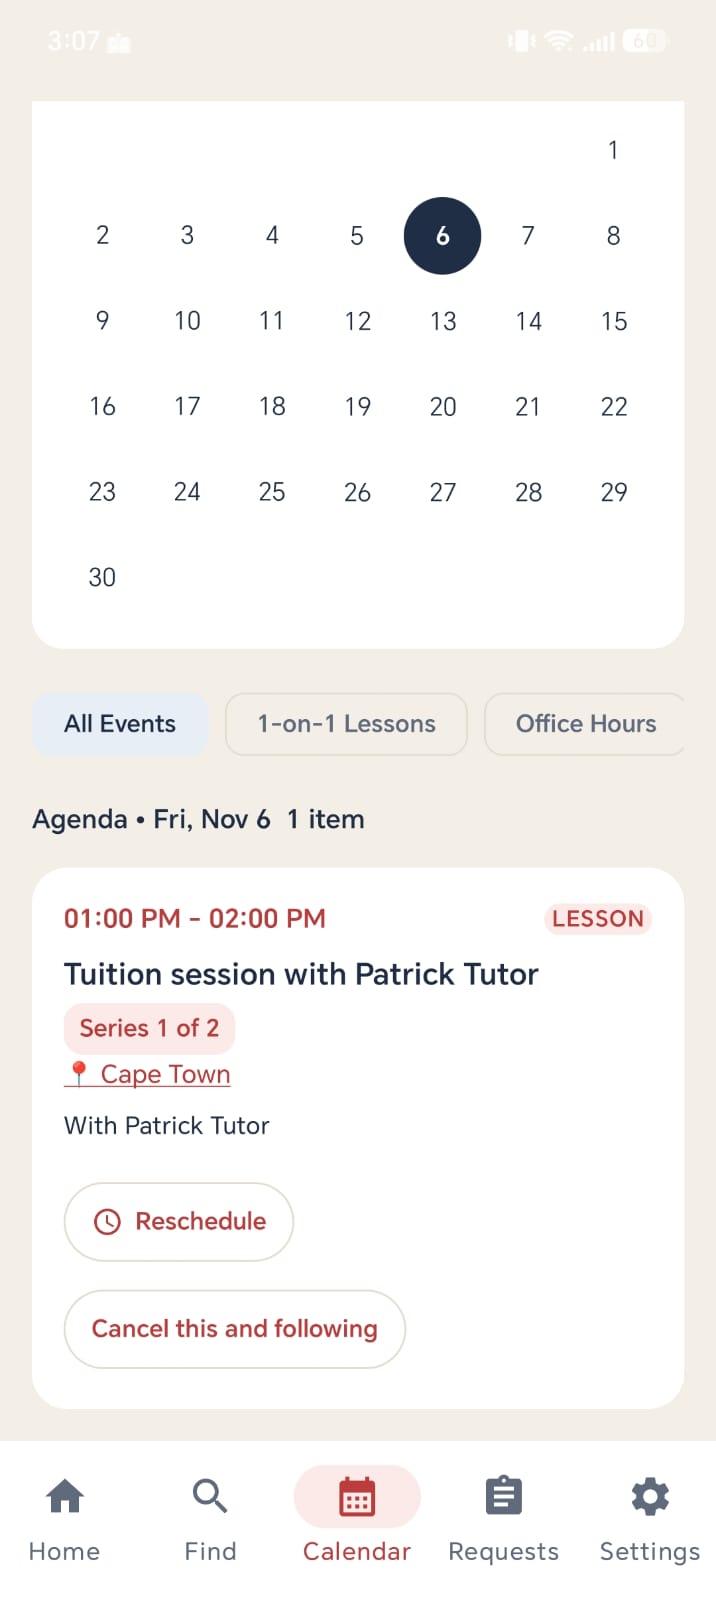 3:07 60
1
2 3 4 5 6 7 8
9 10 11 12 13 14 15
16 17 18 19 20 21 22
23 24 25 26 27 28 29
30
All Events 1-on-1 Lessons Office Hours
Agenda • Fri, Nov 6 1 item
01:00 PM - 02:00 PM LESSON
Tuition session with Patrick Tutor
Series 1 of 2
📍 Cape Town
With Patrick Tutor
Reschedule
Cancel this and following
Home Find Calendar Requests Settings